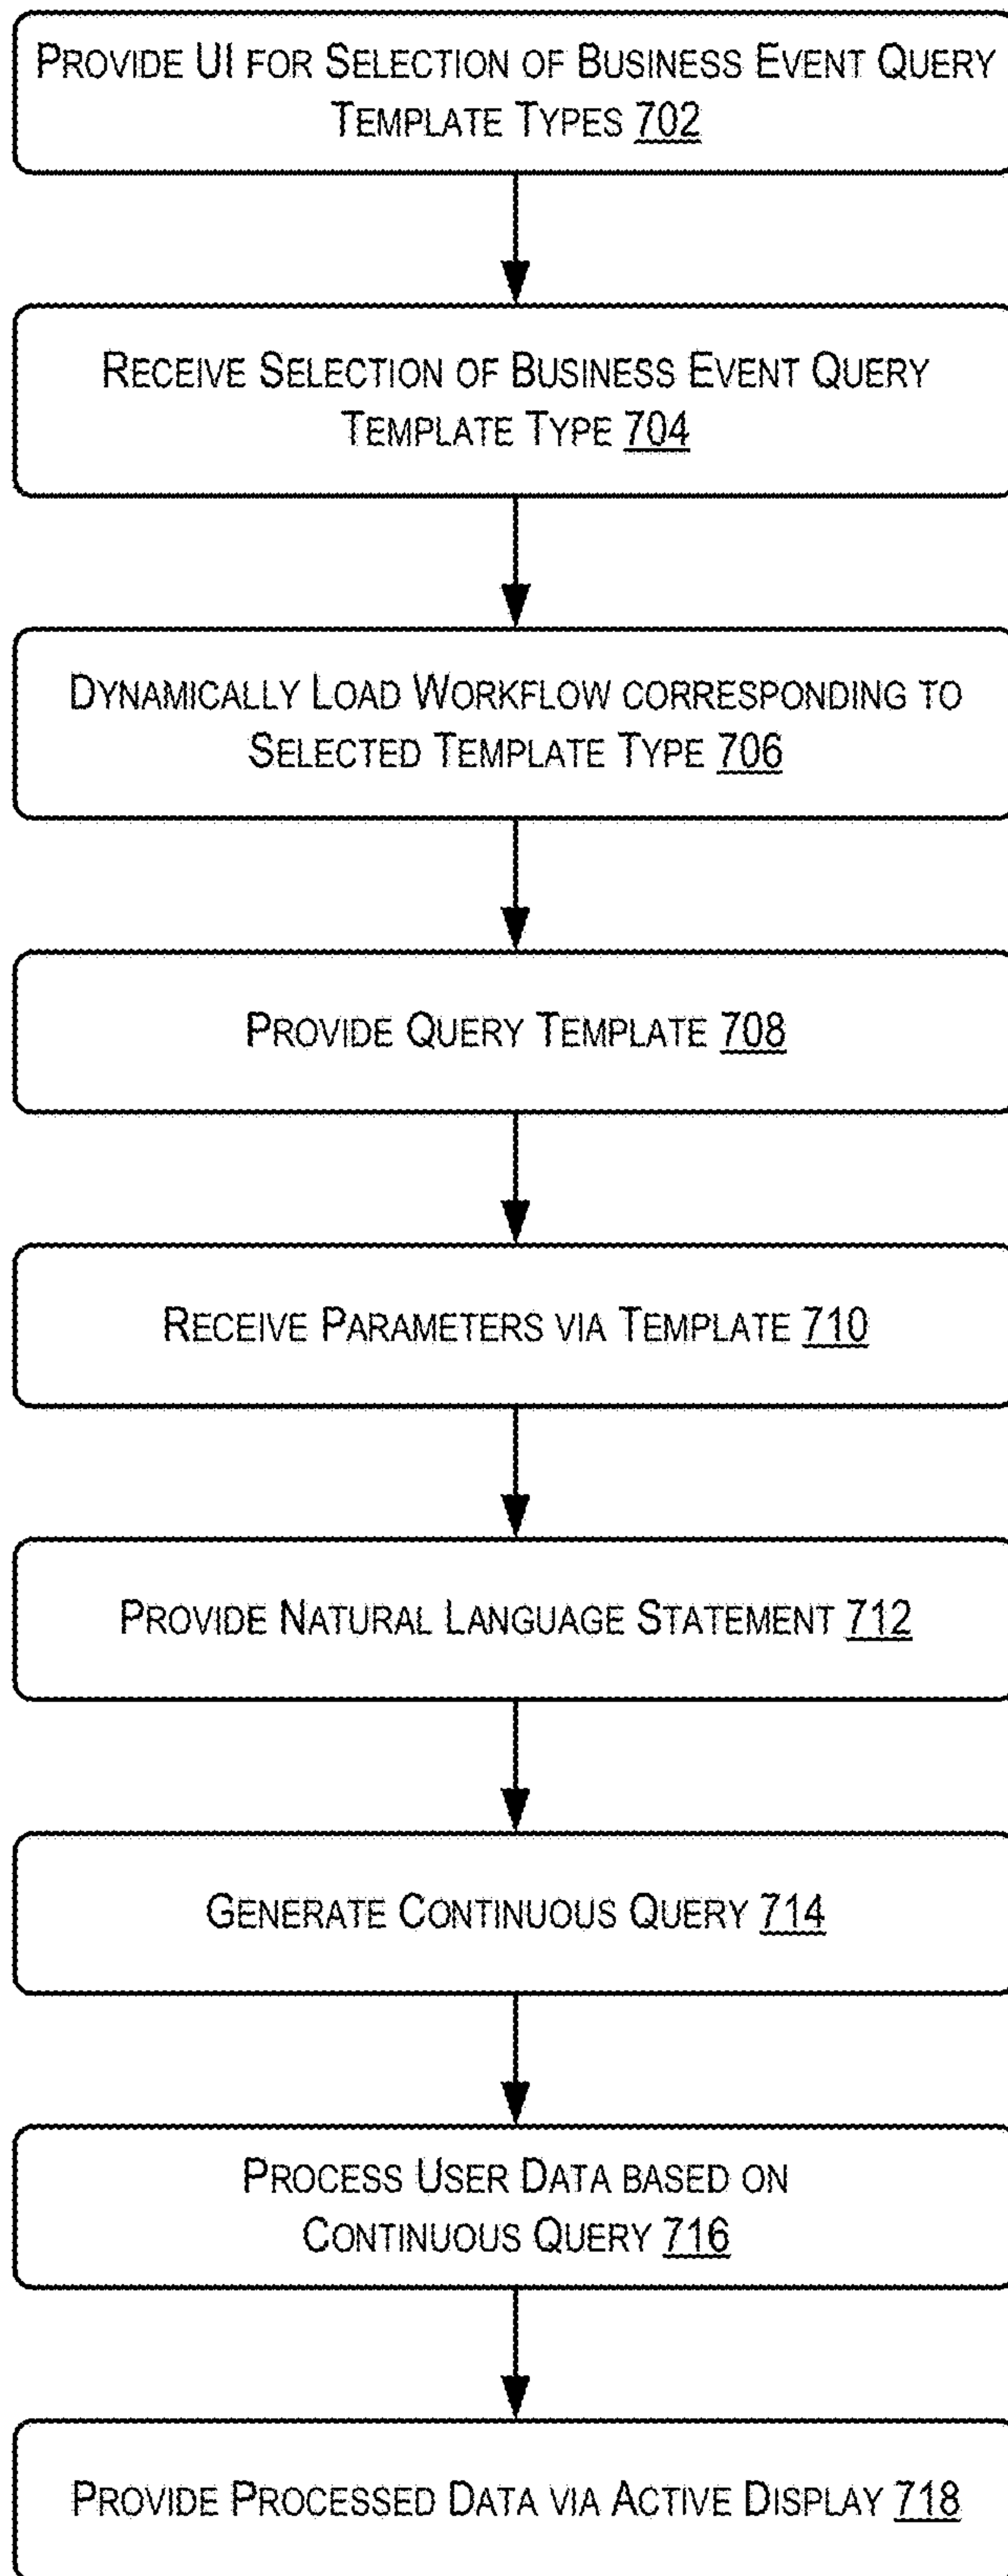 PROVIDE UI FOR SELECTION OF BUSINESS EVENT QUERY
TEMPLATE TYPES 702
RECEIVE SELECTION OF BUSINESS EVENT QUERY
TEMPLATE TYPE 704
DYNAMICALLY LOAD WORKFLOW CORRESPONDING TO
SELECTED TEMPLATE TYPE 706
PROVIDE QUERY TEMPLATE 708
RECEIVE PARAMETERS VIA TEMPLATE 710
PROVIDE NATURAL LANGUAGE STATEMENT 712
GENERATE CONTINUOUS QUERY 714
PROCESS USER DATA BASED ON
CONTINUOUS QUERY 716
PROVIDE PROCESSED DATA VIA ACTIVE DISPLAY 718